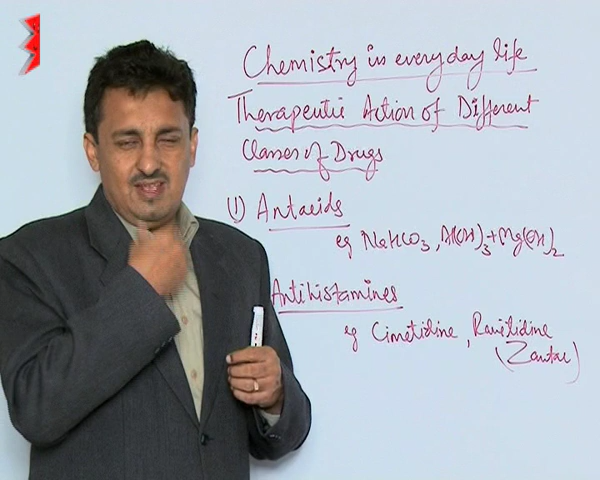 Chemistry in everyday life
Therapeutic Action of Different
Classes of Drugs
1) Antacids
eg NaHCO3, Al(OH)3 + Mg(OH)2
Antihistamines
eg Cimetidine, Ranitidine
(Zantac)